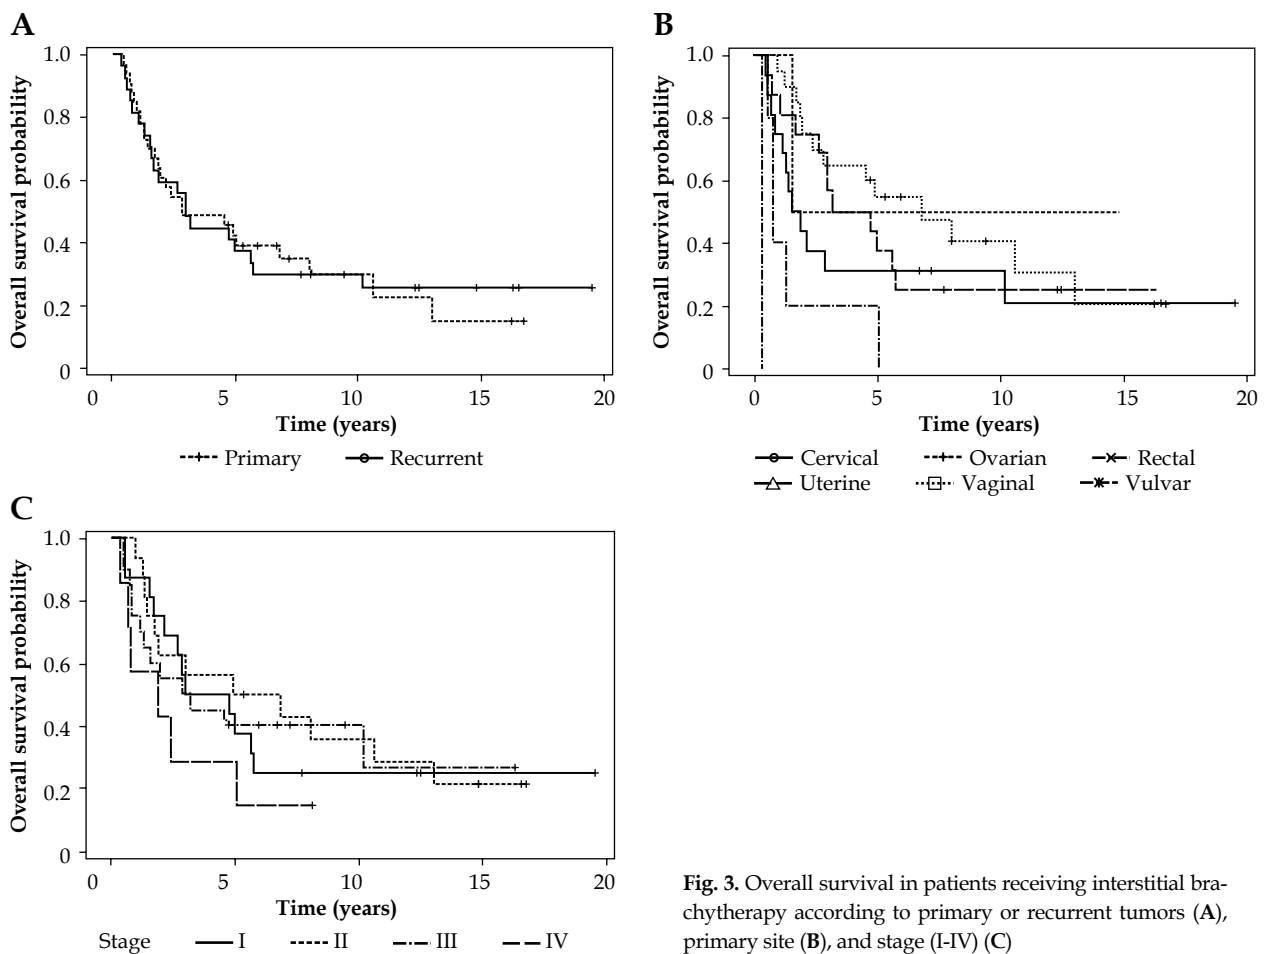 A
Overall survival probability
1.0
0.8
0.6
0.4
0.2
0
0 5 10 15 20
Time (years)
Primary Recurrent
B
Overall survival probability
1.0
0.8
0.6
0.4
0.2
0
0 5 10 15 20
Time (years)
Cervical Ovarian Rectal
Uterine Vaginal Vulvar
C
Overall survival probability
1.0
0.8
0.6
0.4
0.2
0
0 5 10 15 20
Time (years)
Stage I II III IV
Fig. 3. Overall survival in patients receiving interstitial bra-
chytherapy according to primary or recurrent tumors (A),
primary site (B), and stage (I-IV) (C)